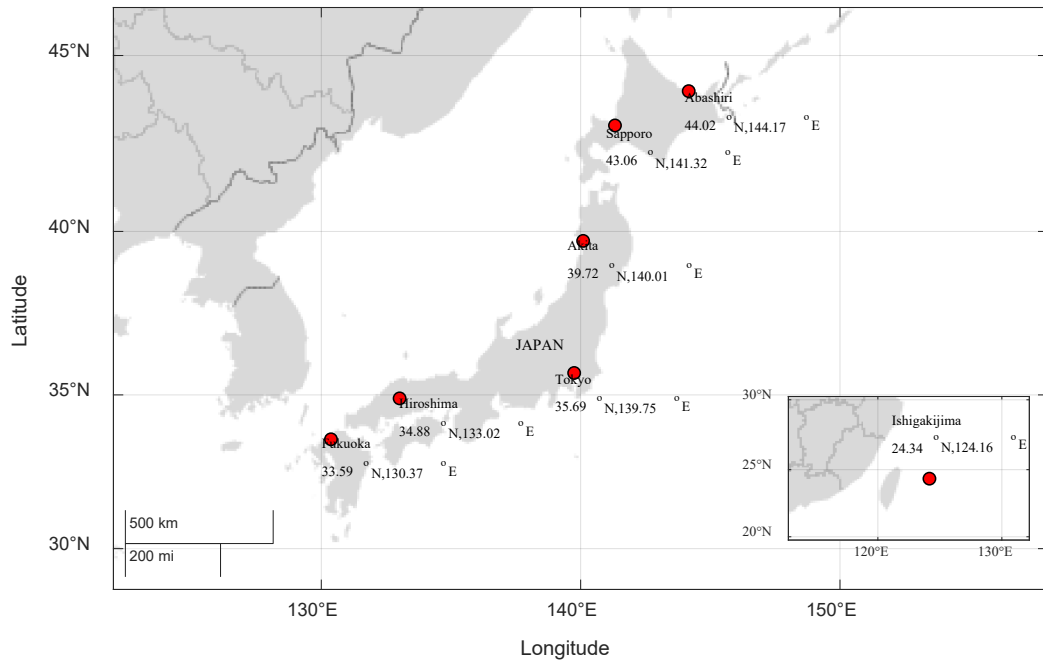 45°N
40°N
35°N
30°N
Latitude
Abashiri
44.02 °N,144.17 °E
Sapporo
43.06 °N,141.32 °E
Akita
39.72 °N,140.01 °E
JAPAN
Tokyo
35.69 °N,139.75 °E
Hiroshima
34.88 °N,133.02 °E
Fukuoka
33.59 °N,130.37 °E
500 km
200 mi
30°N
Ishigakijima
24.34 °N,124.16 °E
25°N
20°N
120°E 130°E
130°E 140°E 150°E
Longitude